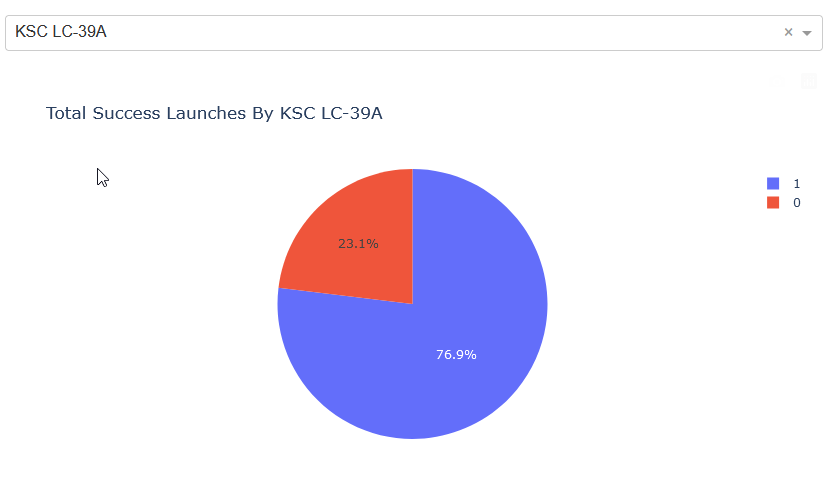 KSC LC-39A ×
Total Success Launches By KSC LC-39A
1
0
23.1%
76.9%